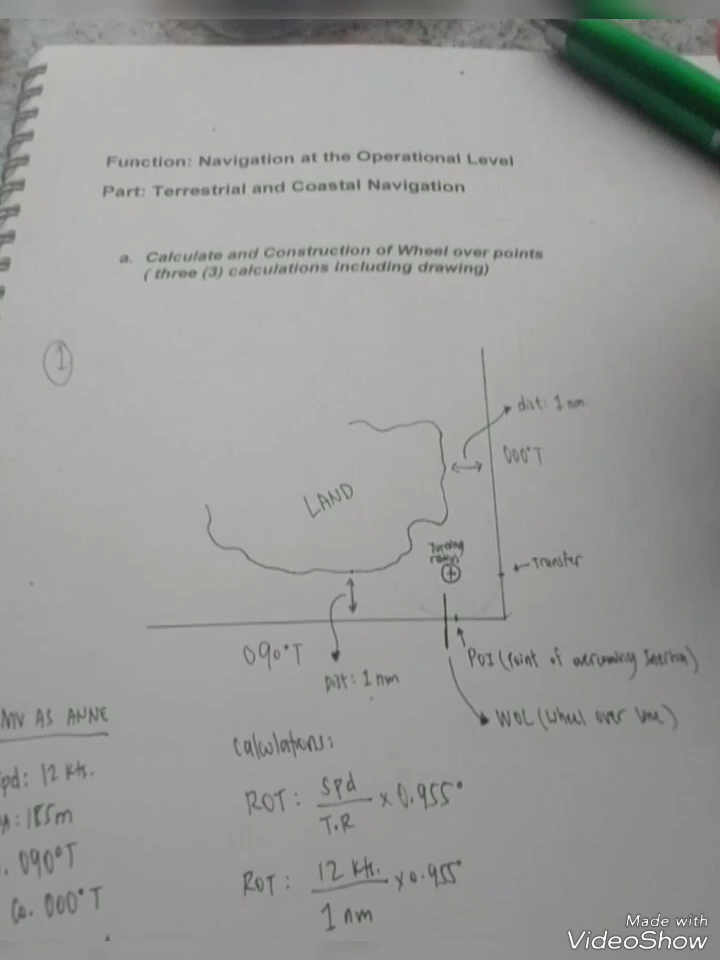 Function: Navigation at the Operational Level
Part: Terrestrial and Coastal Navigation
a. Calculate and Construction of Wheel over points
( three (3) calculations including drawing)
1
dist: 1 nm
000°T
LAND
Turning
← Transfer
090°T
Dist: 1 nm
POI (Point of overcoming Inertia)
WOL (Wheel over line)
MV AS ANNE
pd: 12 kts.
A: 185m
. 090°T
Co. 000°T
Calculations:
ROT: spd / T.R x 0.955°
ROT: 12 kts. / 1 nm x 0.955°
Made with
VideoShow